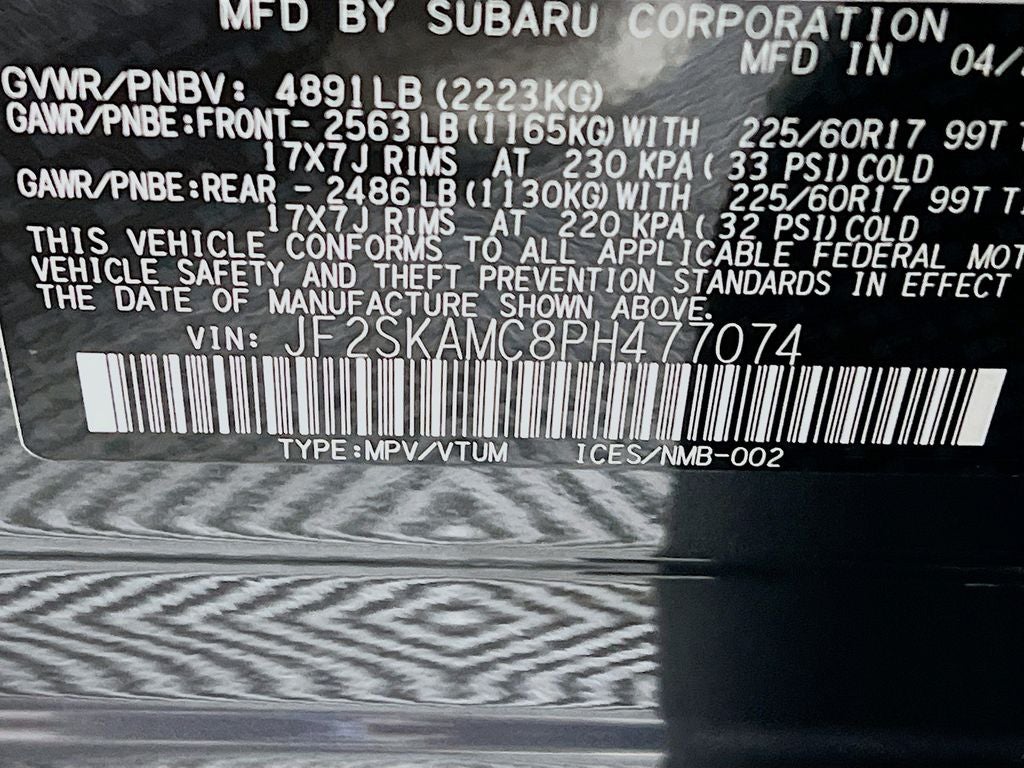 MFD BY SUBARU CORPORATION
MFD IN 04/
GVWR/PNBV: 4891LB (2223KG)
GAWR/PNBE:FRONT- 2563LB(1165KG)WITH 225/60R17 99T
17X7J RIMS AT 230 KPA( 33 PSI)COLD
GAWR/PNBE:REAR - 2486LB(1130KG)WITH 225/60R17 99T
17X7J RIMS AT 220 KPA( 32 PSI)COLD
THIS VEHICLE CONFORMS TO ALL APPLICABLE FEDERAL MOT
VEHICLE SAFETY AND THEFT PREVENTION STANDARDS IN EFFECT
THE DATE OF MANUFACTURE SHOWN ABOVE.
VIN: JF2SKAMC8PH477074
TYPE:MPV/VTUM ICES/NMB-002